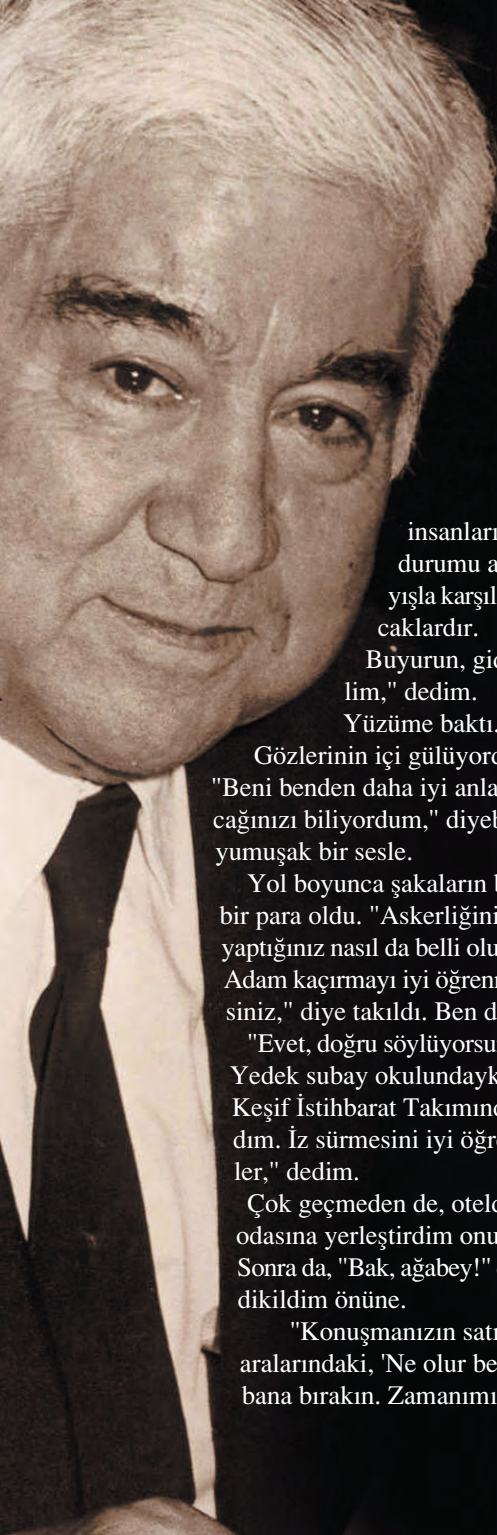 insanları
durumu a
yışla karşıl
caklardır.
Buyurun, gid
lim," dedim.
Yüzüme baktı.
Gözlerinin içi gülüyord
"Beni benden daha iyi anla
cağınızı biliyordum," diyeb
yumuşak bir sesle.
Yol boyunca şakaların b
bir para oldu. "Askerliğini
yaptığınız nasıl da belli olu
Adam kaçırmayı iyi öğrenm
siniz," diye takıldı. Ben d
"Evet, doğru söylüyorsu
Yedek subay okulundayk
Keşif İstihbarat Takımınd
dım. İz sürmesini iyi öğre
ler," dedim.
Çok geçmeden de, oteld
odasına yerleştirdim onu
Sonra da, "Bak, ağabey!"
dikildim önüne.
"Konuşmanızın satı
aralarındaki, 'Ne olur be
bana bırakın. Zamanımı